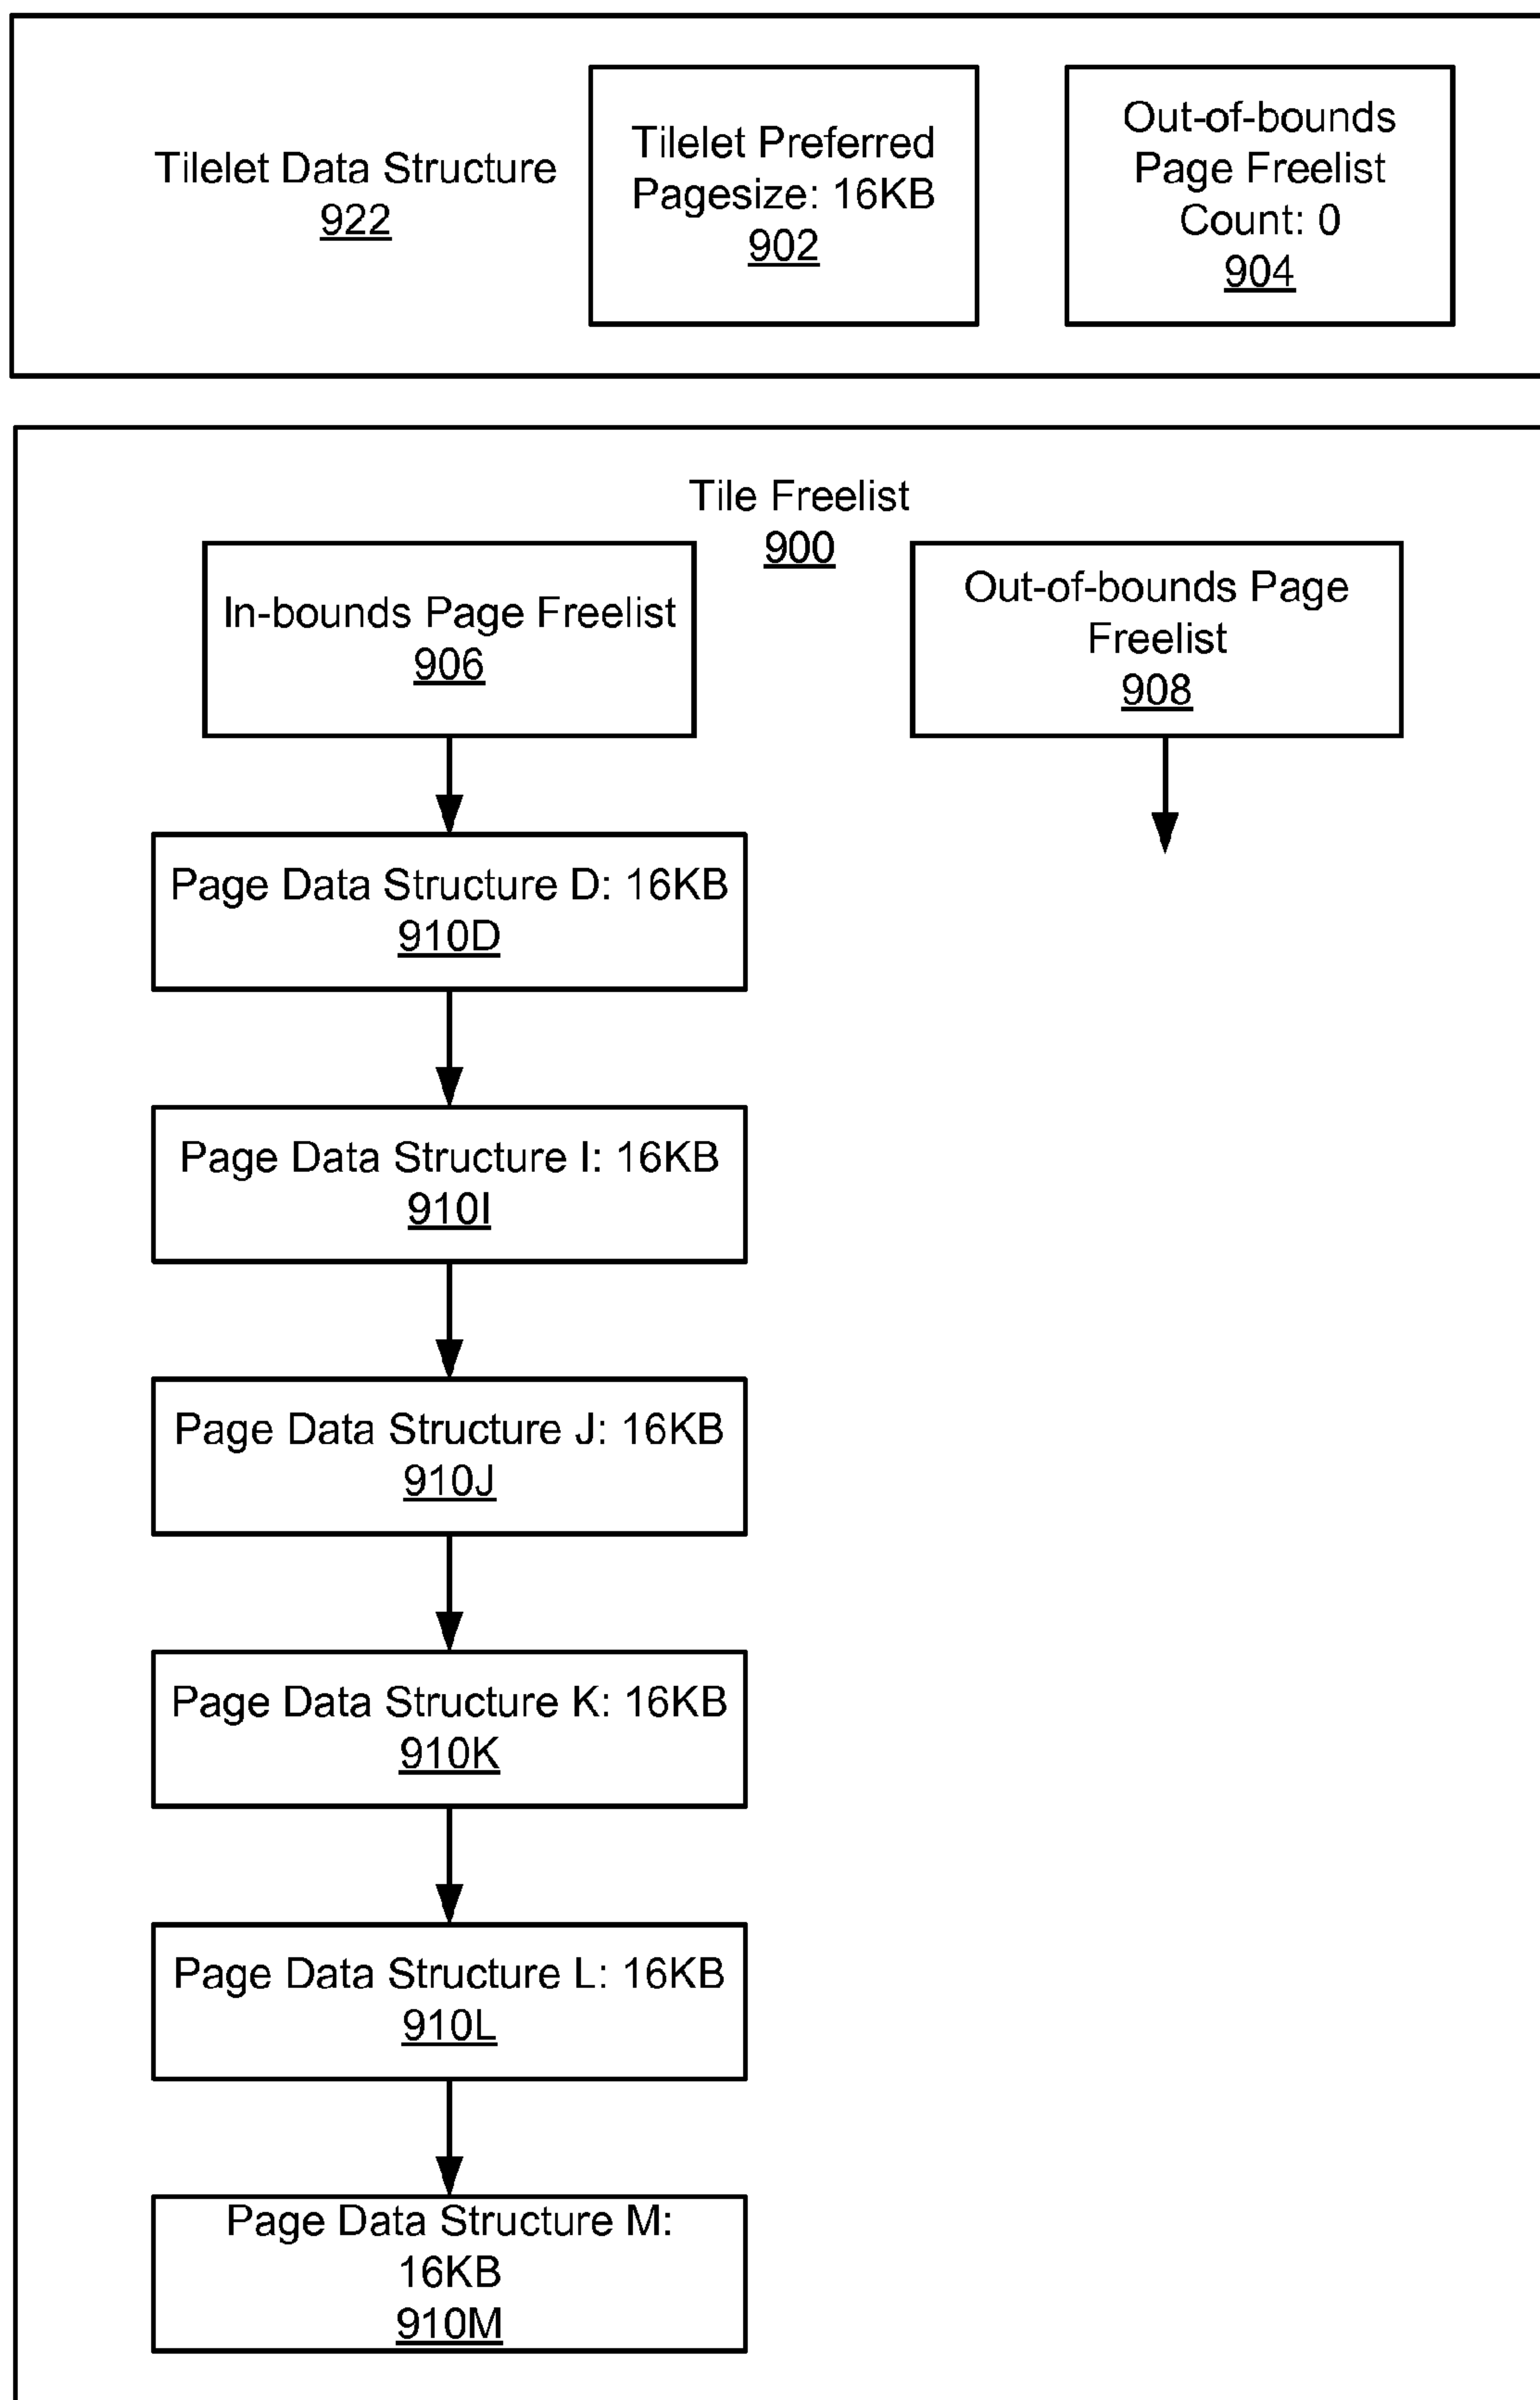 Tilelet Data Structure
922
Tilelet Preferred
Pagesize: 16KB
902
Out-of-bounds
Page Freelist
Count: 0
904
Tile Freelist
900
In-bounds Page Freelist
906
Out-of-bounds Page
Freelist
908
Page Data Structure D: 16KB
910D
Page Data Structure I: 16KB
910I
Page Data Structure J: 16KB
910J
Page Data Structure K: 16KB
910K
Page Data Structure L: 16KB
910L
Page Data Structure M:
16KB
910M